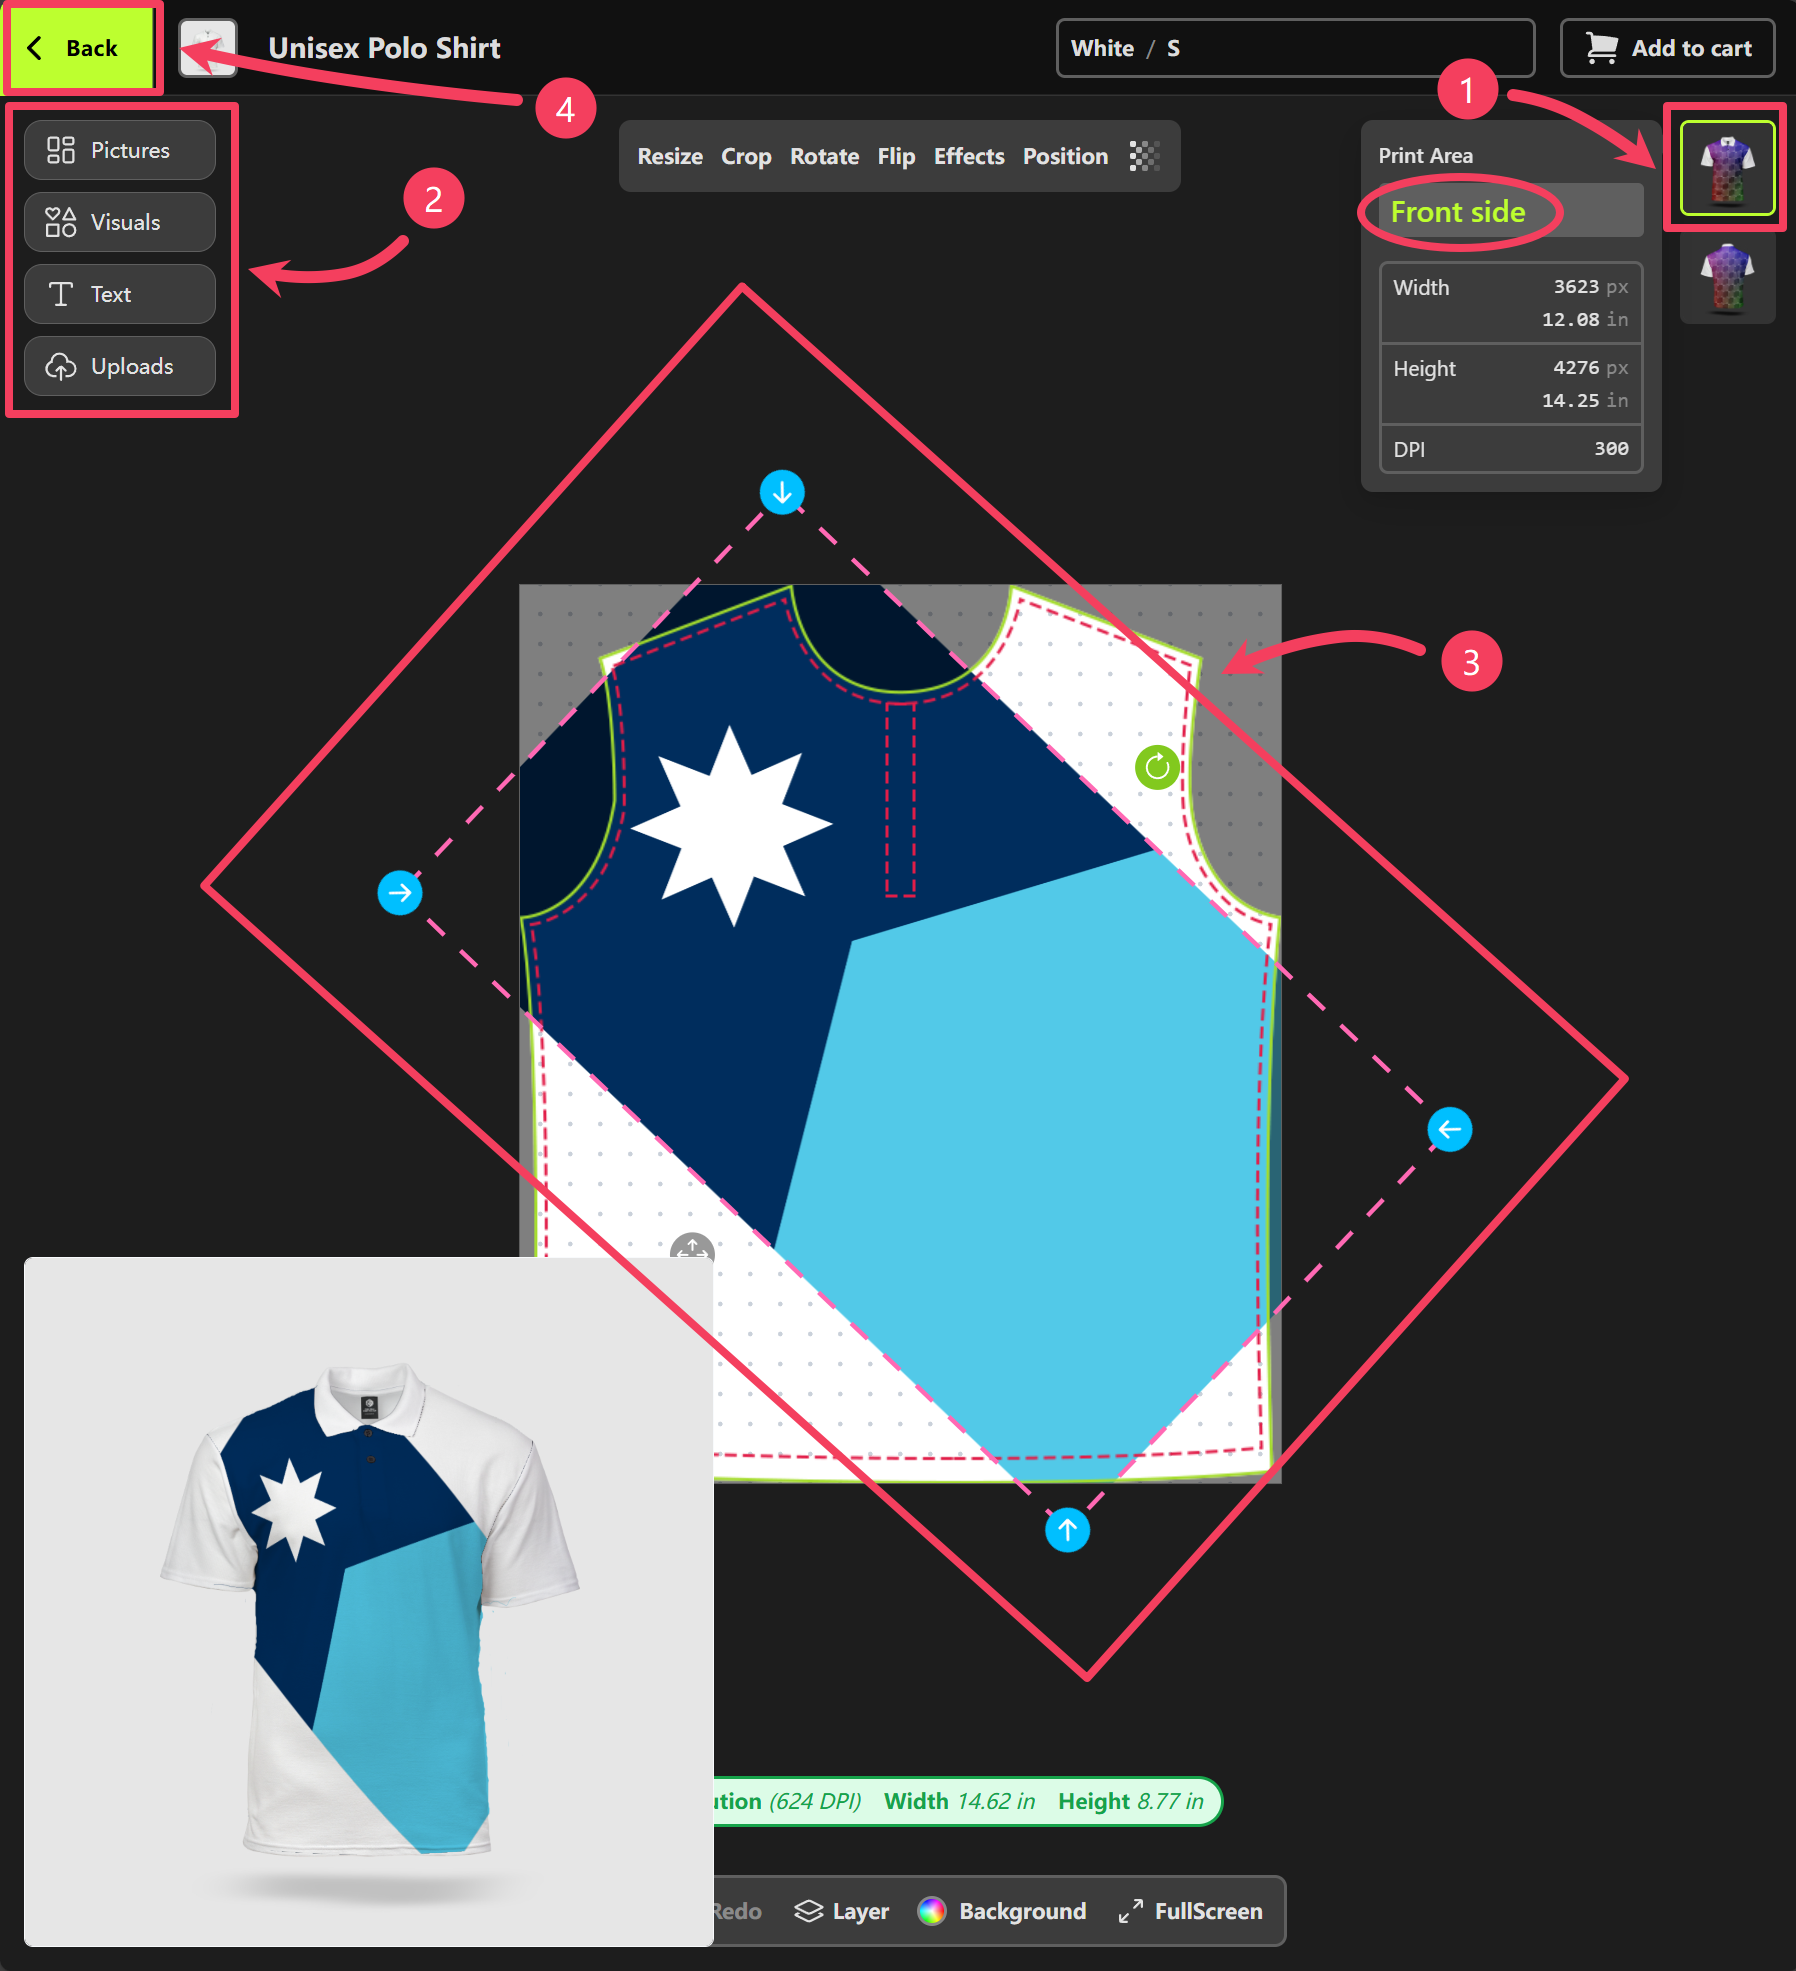 Back
Unisex Polo Shirt
White / S
Add to cart
4
1
Pictures
Visuals
Text
Uploads
2
Resize Crop Rotate Flip Effects Position
Print Area
Front side
Width 3623 px
12.08 in
Height 4276 px
14.25 in
DPI 300
3
ution (624 DPI) Width 14.62 in Height 8.77 in
Redo Layer Background FullScreen